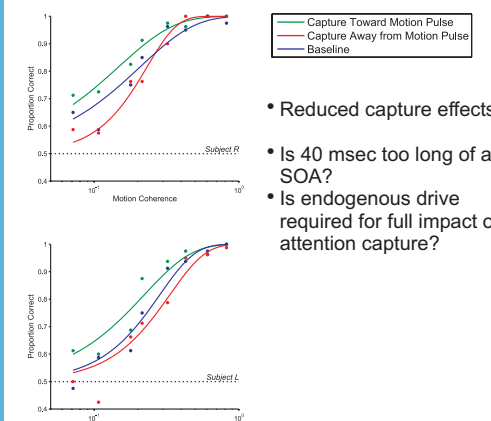 Capture Toward Motion Pulse
Capture Away from Motion Pulse
Baseline
1
0.9
0.8
0.7
0.6
0.5
0.4
Proportion Correct
Subject R
10⁻¹
10⁰
Motion Coherence
• Reduced capture effects
• Is 40 msec too long of a
SOA?
• Is endogenous drive
required for full impact o
attention capture?
1
0.9
0.8
0.7
0.6
0.5
0.4
Proportion Correct
Subject L
10⁻¹
10⁰